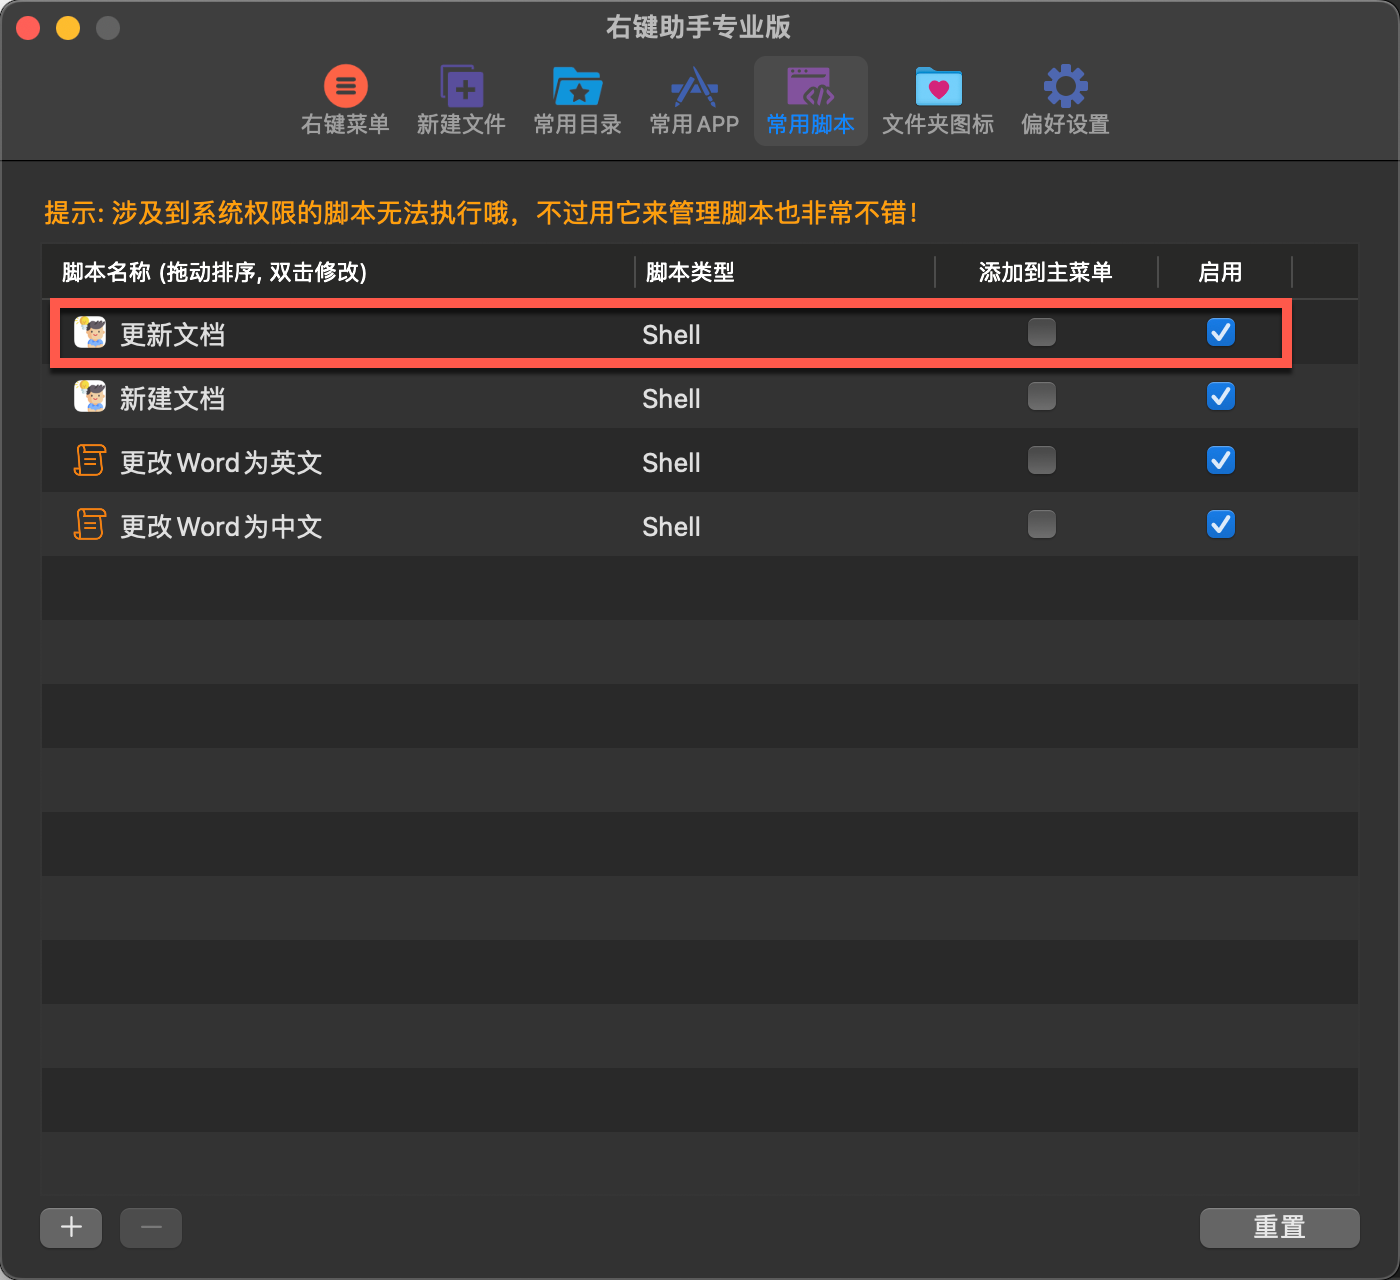 右键助手专业版
右键菜单 新建文件 常用目录 常用APP 常用脚本 文件夹图标 偏好设置
提示: 涉及到系统权限的脚本无法执行哦，不过用它来管理脚本也非常不错!
脚本名称 (拖动排序, 双击修改) 脚本类型 添加到主菜单 启用
更新文档 Shell
新建文档 Shell
更改Word为英文 Shell
更改Word为中文 Shell
重置